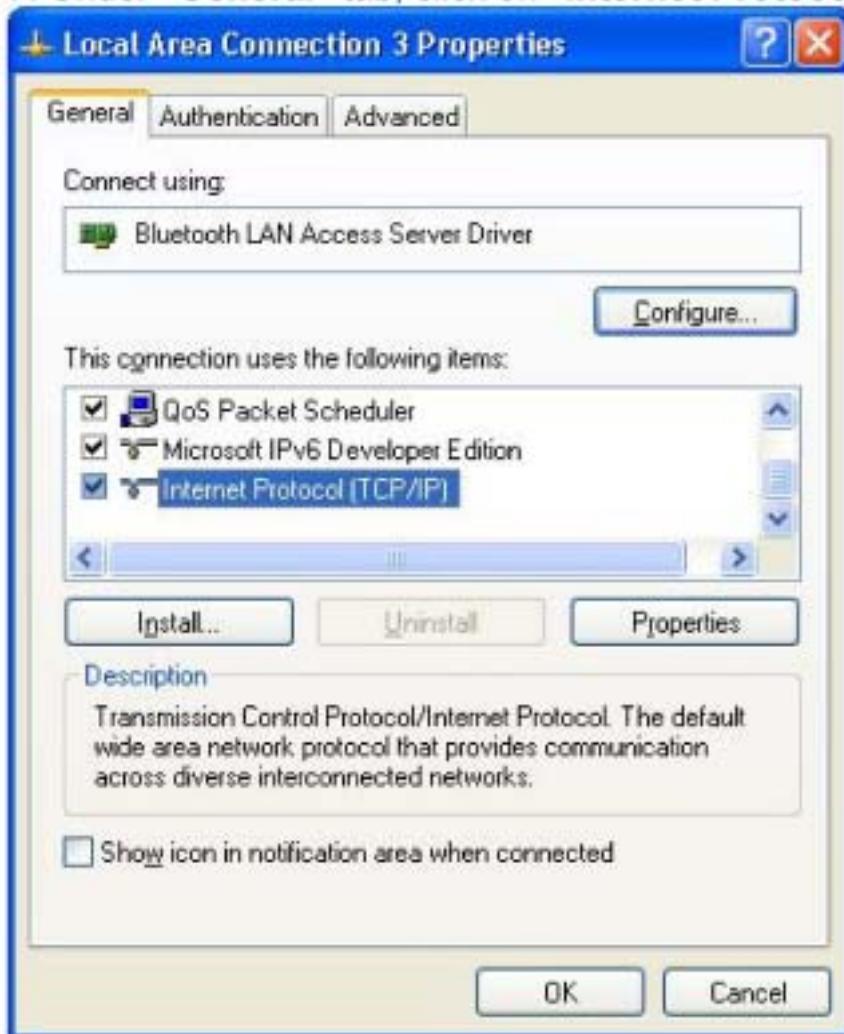 Local Area Connection 3 Properties
General Authentication Advanced
Connect using:
Bluetooth LAN Access Server Driver
Configure...
This connection uses the following items:
QoS Packet Scheduler
Microsoft IPv6 Developer Edition
Internet Protocol (TCP/IP)
Install... Uninstall Properties
Description
Transmission Control Protocol/Internet Protocol. The default
wide area network protocol that provides communication
across diverse interconnected networks.
Show icon in notification area when connected
OK Cancel